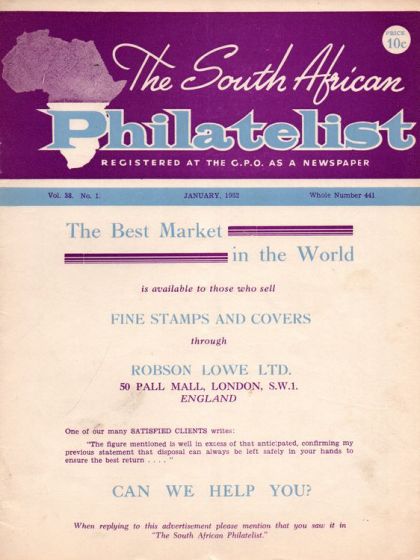 PRICE
10c
The South African
Philatelist
REGISTERED AT THE G.P.O. AS A NEWSPAPER
Vol. 38. No. 1. JANUARY, 1962 Whole Number 441
The Best Market
in the World
is available to those who sell
FINE STAMPS AND COVERS
through
ROBSON LOWE LTD.
50 PALL MALL, LONDON, S.W.1.
ENGLAND
One of our many SATISFIED CLIENTS writes:
"The figure mentioned is well in excess of that anticipated, confirming my
previous statement that disposal can always be left safely in your hands to
ensure the best return . . . . "
CAN WE HELP YOU?
When replying to this advertisement please mention that you saw it in
"The South African Philatelist."